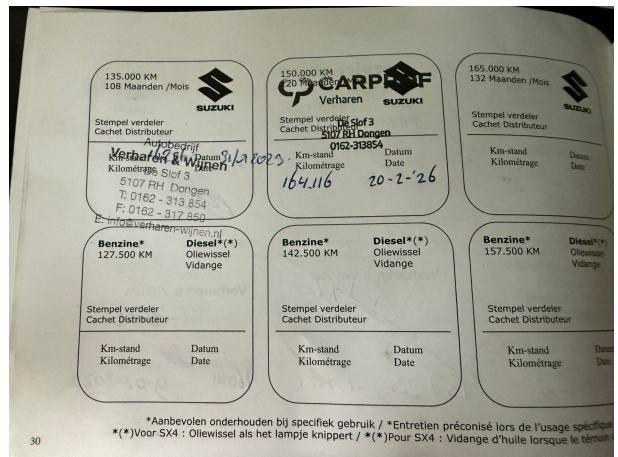 135.000 KM
108 Maanden /Mois
SUZUKI
Stempel verdeler
Cachet Distributeur
Autobedrijf
Verharen & Wijnen
De Slof 3
5107 RH Dongen
T: 0162 - 313 854
F: 0162 - 317 850
E: info@verharen-wijnen.nl
Km-stand Datum
Kilométrage Date
150.000 KM
120 Maanden /Mois
SUZUKI
CARPROF
Verharen
Stempel verdeler
Cachet Distributeur
De Slof 3
5107 RH Dongen
0162-313854
Km-stand Datum
Kilométrage Date
164.116 20-2-'26
165.000 KM
132 Maanden /Mois
SUZUKI
Stempel verdeler
Cachet Distributeur
Km-stand Datum
Kilométrage Date
Benzine* Diesel*(*)
127.500 KM Oliewissel
Vidange
Stempel verdeler
Cachet Distributeur
Km-stand Datum
Kilométrage Date
Benzine* Diesel*(*)
142.500 KM Oliewissel
Vidange
Stempel verdeler
Cachet Distributeur
Km-stand Datum
Kilométrage Date
Benzine* Diesel*(*)
157.500 KM Oliewissel
Vidange
Stempel verdeler
Cachet Distributeur
Km-stand
Kilométrage
*Aanbevolen onderhouden bij specifiek gebruik / *Entretien préconisé lors de l'usage spécifique
*(*)Voor SX4 : Oliewissel als het lampje knippert / *(*)Pour SX4 : Vidange d'huile lorsque le témoin
30